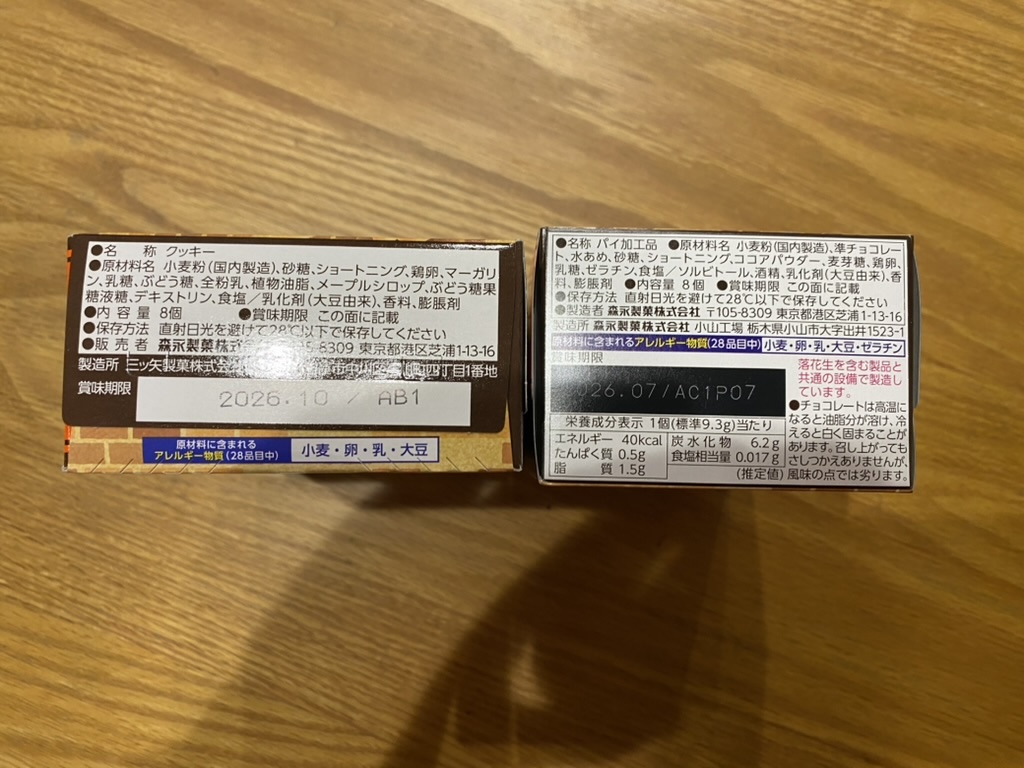 ●名 称 クッキー
●原材料名 小麦粉(国内製造)､砂糖､ショートニング､鶏卵､マーガリ
ン､乳糖､ぶどう糖､全粉乳､植物油脂､メープルシロップ､ぶどう糖果
糖液糖､デキストリン､食塩／乳化剤(大豆由来)､香料､膨脹剤
●内 容 量 8個 ●賞味期限 この面に記載
●保存方法 直射日光を避けて28℃以下で保存してください
●販 売 者 森永製菓株式 5-8309 東京都港区芝浦1-13-16
製造所 三ッ矢製菓株式会 市中川区 四丁目1番地
賞味期限
2026.10 / AB1
原材料に含まれる
アレルギー物質(28品目中)
小麦・卵・乳・大豆
●名称 パイ加工品 ●原材料名 小麦粉(国内製造)､準チョコレー
ト､水あめ､砂糖､ショートニング､ココアパウダー､麦芽糖､鶏卵､
乳糖､ゼラチン､食塩／ソルビトール､酒精､乳化剤(大豆由来)､香
料､膨脹剤 ●内容量 8個 ●賞味期限 この面に記載
●保存方法 直射日光を避けて28℃以下で保存してください
●製造者 森永製菓株式会社 〒105-8309 東京都港区芝浦1-13-16
製造所 森永製菓株式会社 小山工場 栃木県小山市大字出井1523-1
原材料に含まれるアレルギー物質(28品目中) 小麦・卵・乳・大豆・ゼラチン
賞味期限
026.07/AC1P07
落花生を含む製品と
共通の設備で製造し
ています。
栄養成分表示 1個(標準9.3g)当たり
エネルギー 40kcal
たんぱく質 0.5g
脂 質 1.5g
炭水化物 6.2g
食塩相当量 0.017g
(推定値)
●チョコレートは高温に
なると油脂分が溶け､冷
えると白く固まることが
あります。召し上がっても
さしつかえありませんが､
風味の点では劣ります。